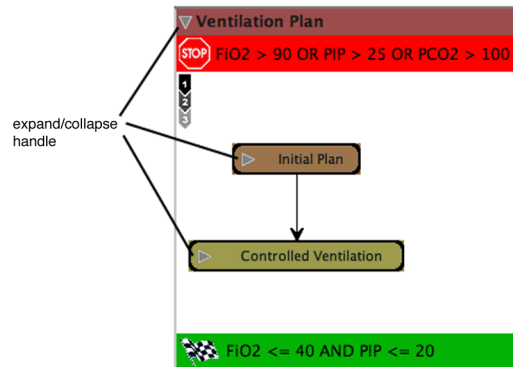 Ventilation Plan
STOP FiO2 > 90 OR PIP > 25 OR PCO2 > 100
1
2
3
expand/collapse
handle
Initial Plan
Controlled Ventilation
FiO2 <= 40 AND PIP <= 20